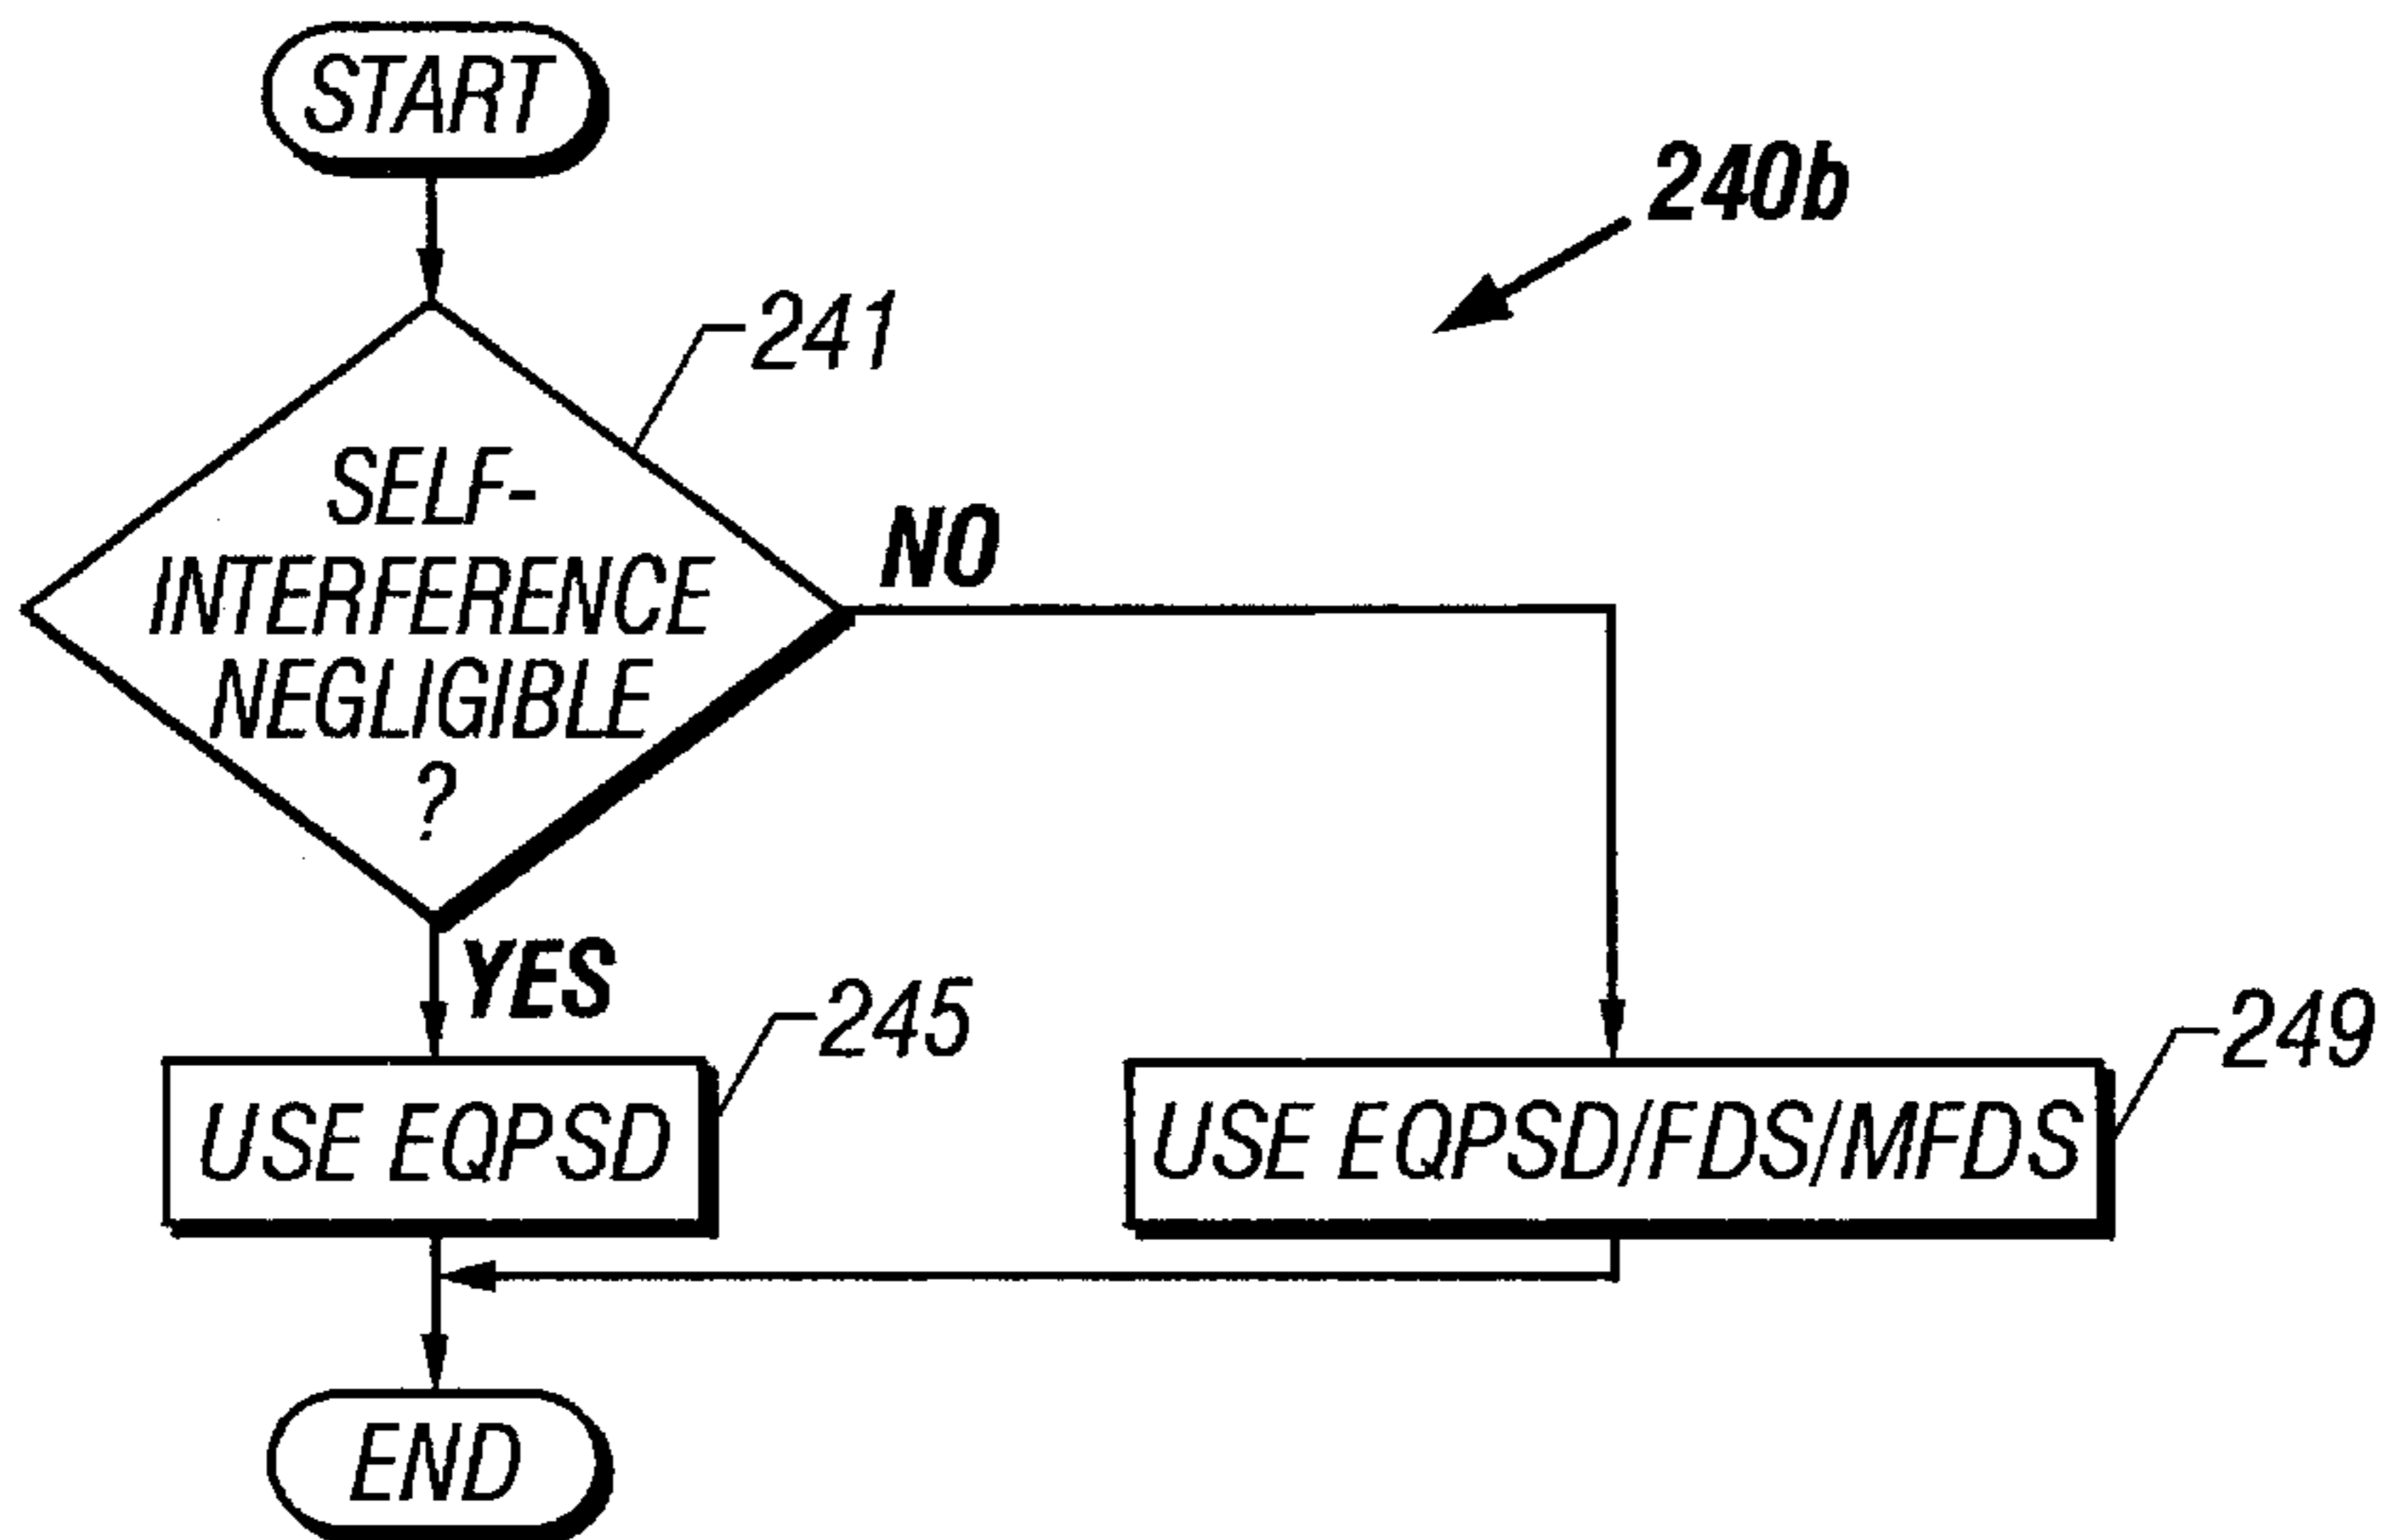 START
240b
241
SELF-
INTERFERENCE
NEGLIGIBLE
?
NO
YES
245
249
USE EQPSD
USE EQPSD/FDS/MFDS
END